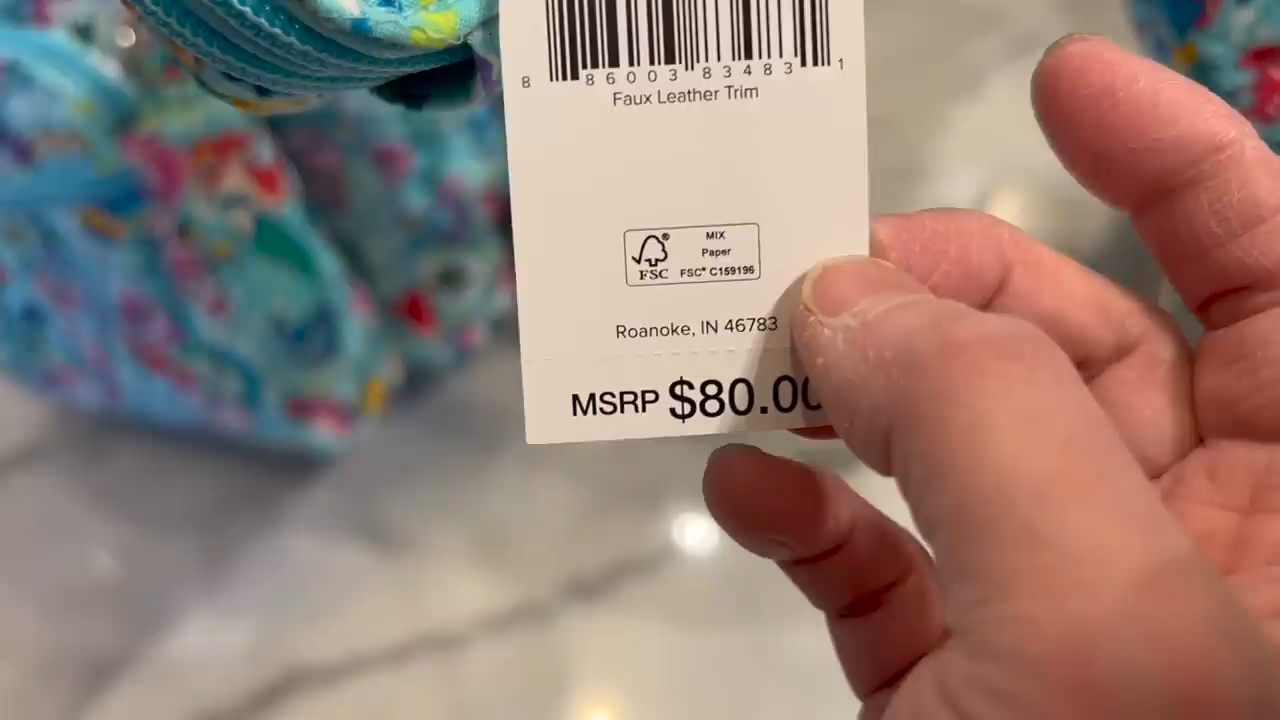 8 86003 83483 1
Faux Leather Trim
FSC®
MIX
Paper
FSC® C159196
Roanoke, IN 46783
MSRP $80.00